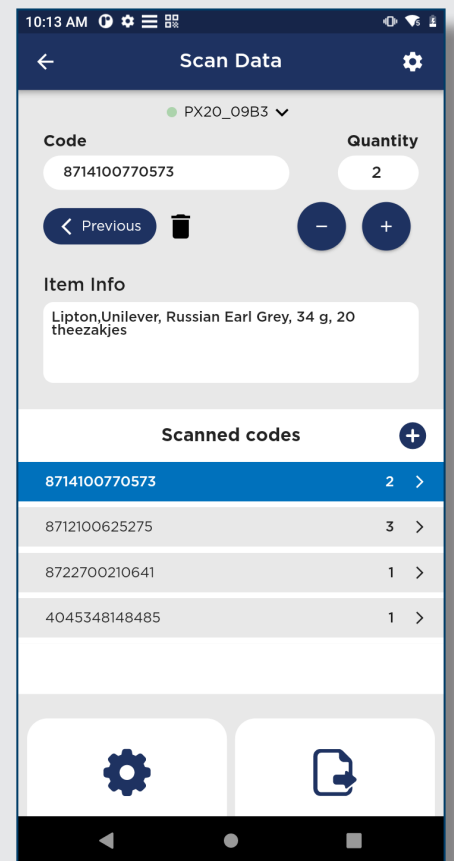 10:13 AM
Scan Data
PX20_09B3
Code
Quantity
8714100770573
2
Previous
− +
Item Info
Lipton,Unilever, Russian Earl Grey, 34 g, 20
theezakjes
Scanned codes
8714100770573 2
8712100625275 3
8722700210641 1
4045348148485 1